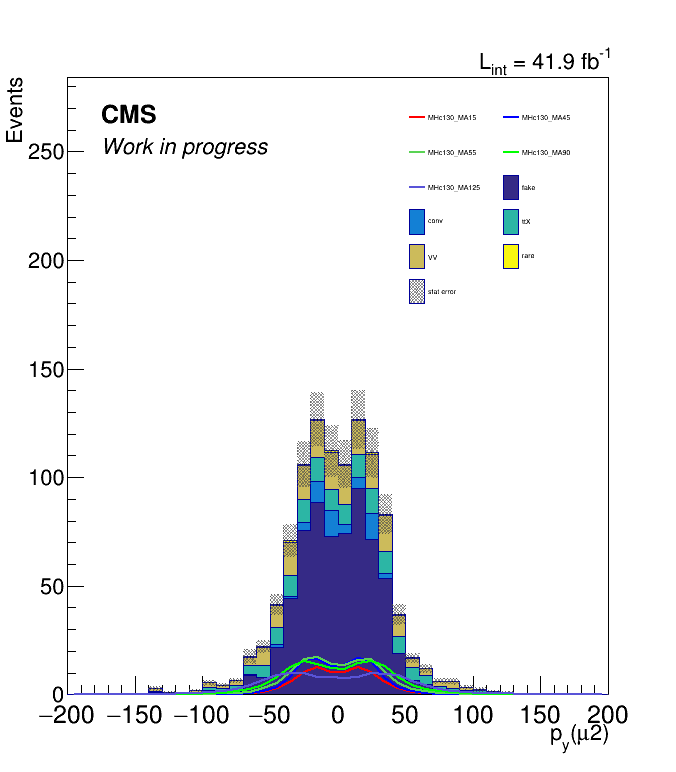 L_int = 41.9 fb^-1
Events
CMS
Work in progress
MHc130_MA15 MHc130_MA45
MHc130_MA55 MHc130_MA90
MHc130_MA125 fake
conv ttX
VV rare
stat error
250
200
150
100
50
0
−200 −150 −100 −50 0 50 100 150 200
p_y(μ2)